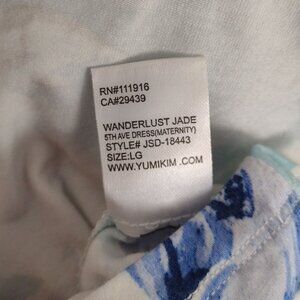 RN#111916
CA#29439
WANDERLUST JADE
5TH AVE DRESS(MATERNITY)
STYLE# JSD-18443
SIZE:LG
WWW.YUMIKIM .COM